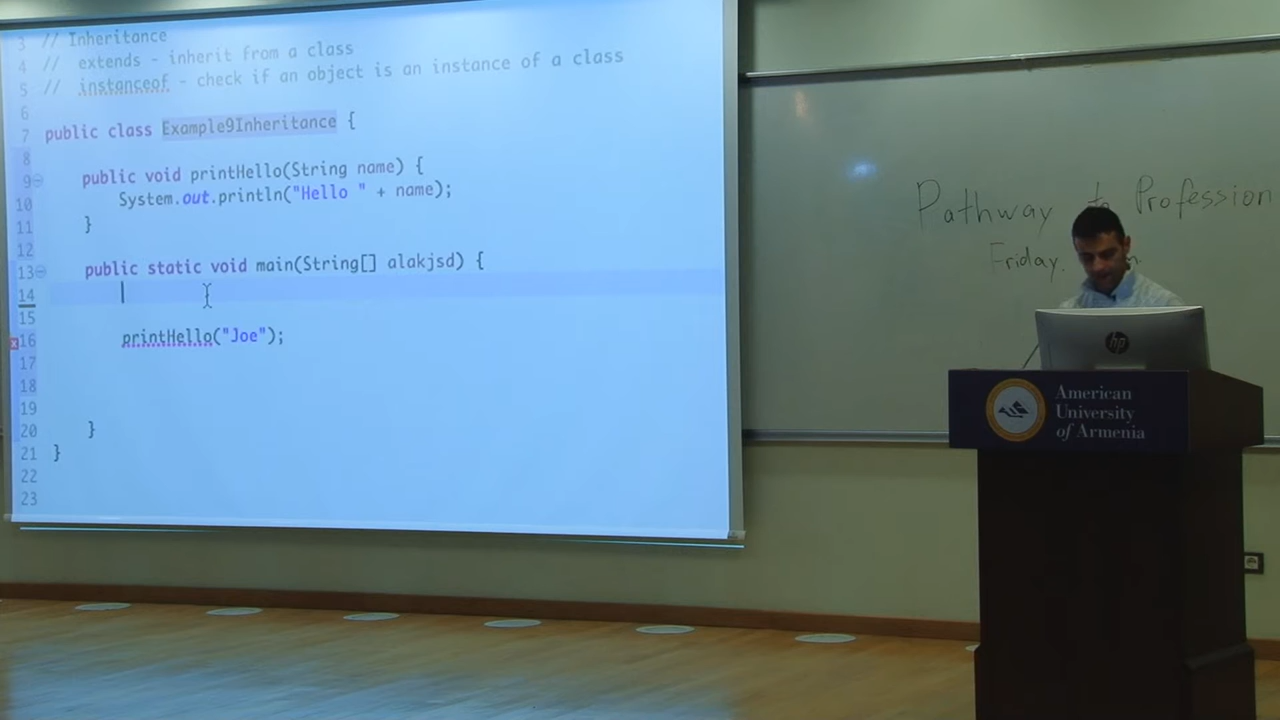 3 // Inheritance
4 // extends - inherit from a class
5 // instanceof - check if an object is an instance of a class
6
7 public class Example9Inheritance {
8
9 public void printHello(String name) {
10 System.out.println("Hello " + name);
11 }
12
13 public static void main(String[] alakjsd) {
14
15
16 printHello("Joe");
17
18
19
20 }
21 }
22
23
Pathway to Profession
Friday
hp
American
University
of Armenia